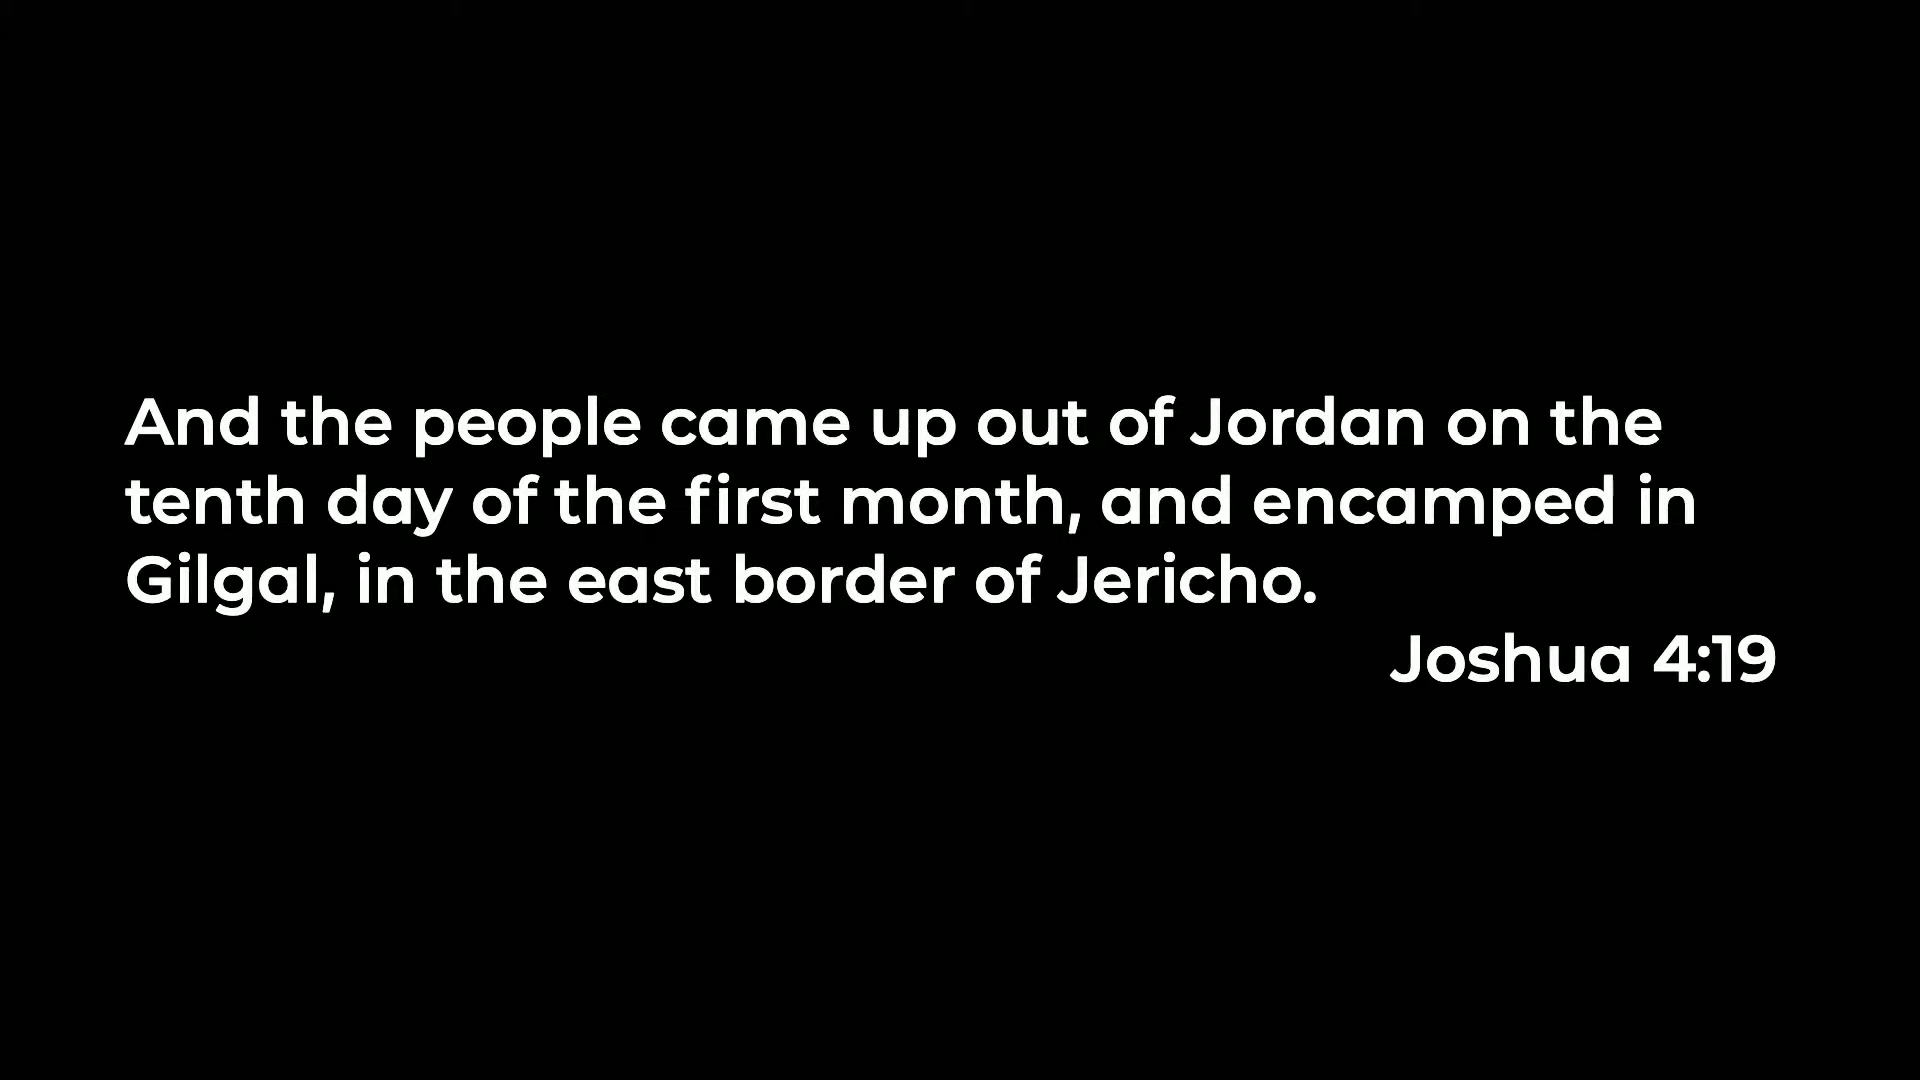 And the people came up out of Jordan on the
tenth day of the first month, and encamped in
Gilgal, in the east border of Jericho.
Joshua 4:19